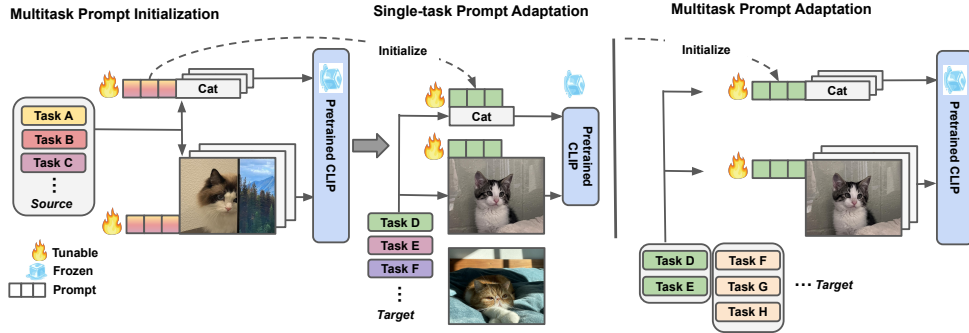 Multitask Prompt Initialization
Single-task Prompt Adaptation
Multitask Prompt Adaptation
Cat
Task A
Task B
Task C
⋮
Source
Pretrained CLIP
Tunable
Frozen
Prompt
Initialize
Cat
Pretrained CLIP
Task D
Task E
Task F
⋮
Target
Initialize
Cat
Pretrained CLIP
Task D
Task E
Task F
Task G
Task H
··· Target